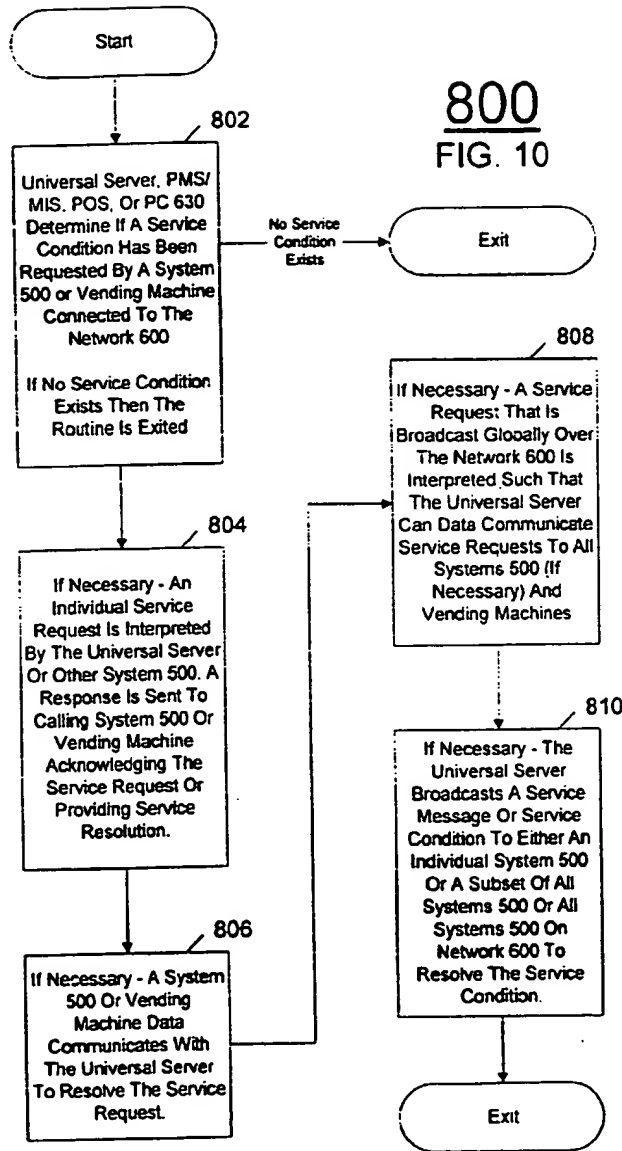 Start
800
FIG. 10
802
Universal Server, PMS/
MIS, POS, Or PC 630
Determine If A Service
Condition Has Been
Requested By A System
500 or Vending Machine
Connected To The
Network 600
If No Service Condition
Exists Then The
Routine Is Exited
No Service
Condition
Exists
Exit
804
If Necessary - An
Individual Service
Request Is Interpreted
By The Universal Server
Or Other System 500. A
Response Is Sent To
Calling System 500 Or
Vending Machine
Acknowledging The
Service Request Or
Providing Service
Resolution.
806
If Necessary - A System
500 Or Vending
Machine Data
Communicates With
The Universal Server
To Resolve The Service
Request.
808
If Necessary - A Service
Request That Is
Broadcast Globally Over
The Network 600 Is
Interpreted Such That
The Universal Server
Can Data Communicate
Service Requests To All
Systems 500 (If
Necessary) And
Vending Machines
810
If Necessary - The
Universal Server
Broadcasts A Service
Message Or Service
Condition To Either An
Individual System 500
Or A Subset Of All
Systems 500 Or All
Systems 500 On
Network 600 To
Resolve The Service
Condition.
Exit